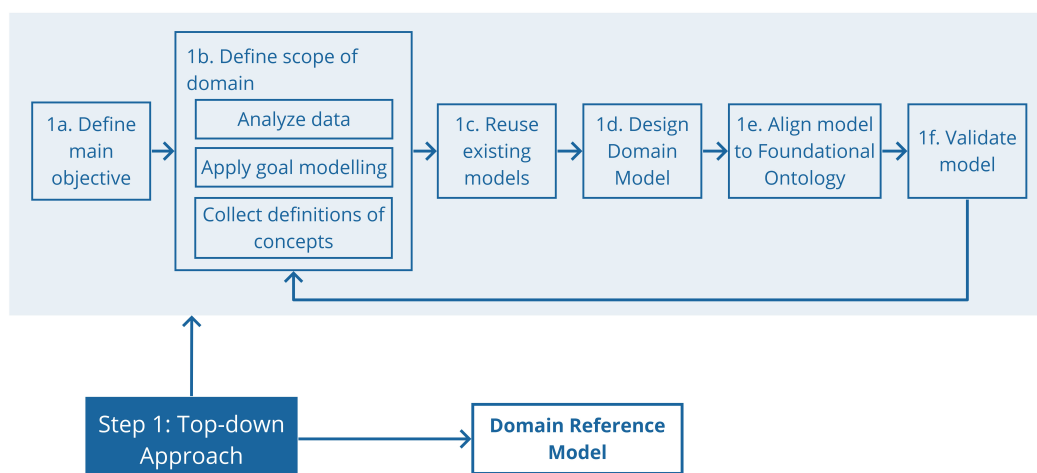 1a. Define
main
objective
1b. Define scope of
domain
Analyze data
Apply goal modelling
Collect definitions of
concepts
1c. Reuse
existing
models
1d. Design
Domain
Model
1e. Align model
to Foundational
Ontology
1f. Validate
model
Step 1: Top-down
Approach
Domain Reference
Model